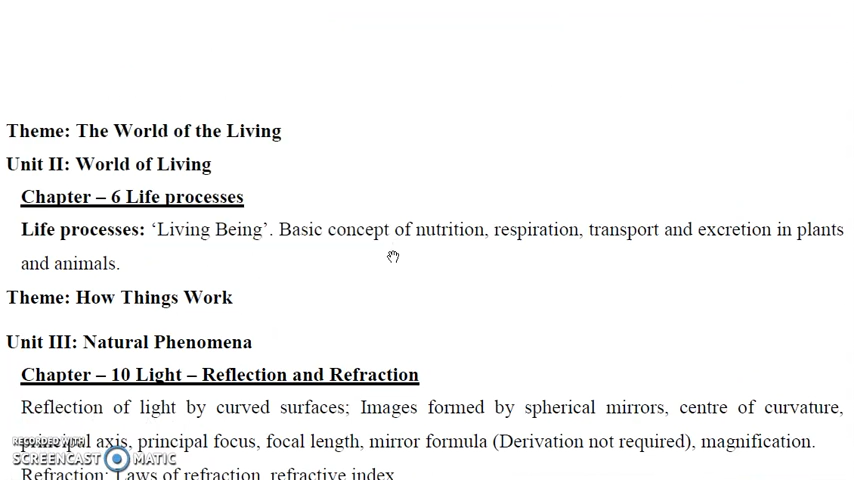 Theme: The World of the Living
Unit II: World of Living
Chapter – 6 Life processes
Life processes: ‘Living Being’. Basic concept of nutrition, respiration, transport and excretion in plants
and animals.
Theme: How Things Work
Unit III: Natural Phenomena
Chapter – 10 Light – Reflection and Refraction
Reflection of light by curved surfaces; Images formed by spherical mirrors, centre of curvature,
principal axis, principal focus, focal length, mirror formula (Derivation not required), magnification.
RECORDED WITH
SCREENCAST MATIC
Refraction; Laws of refraction, refractive index